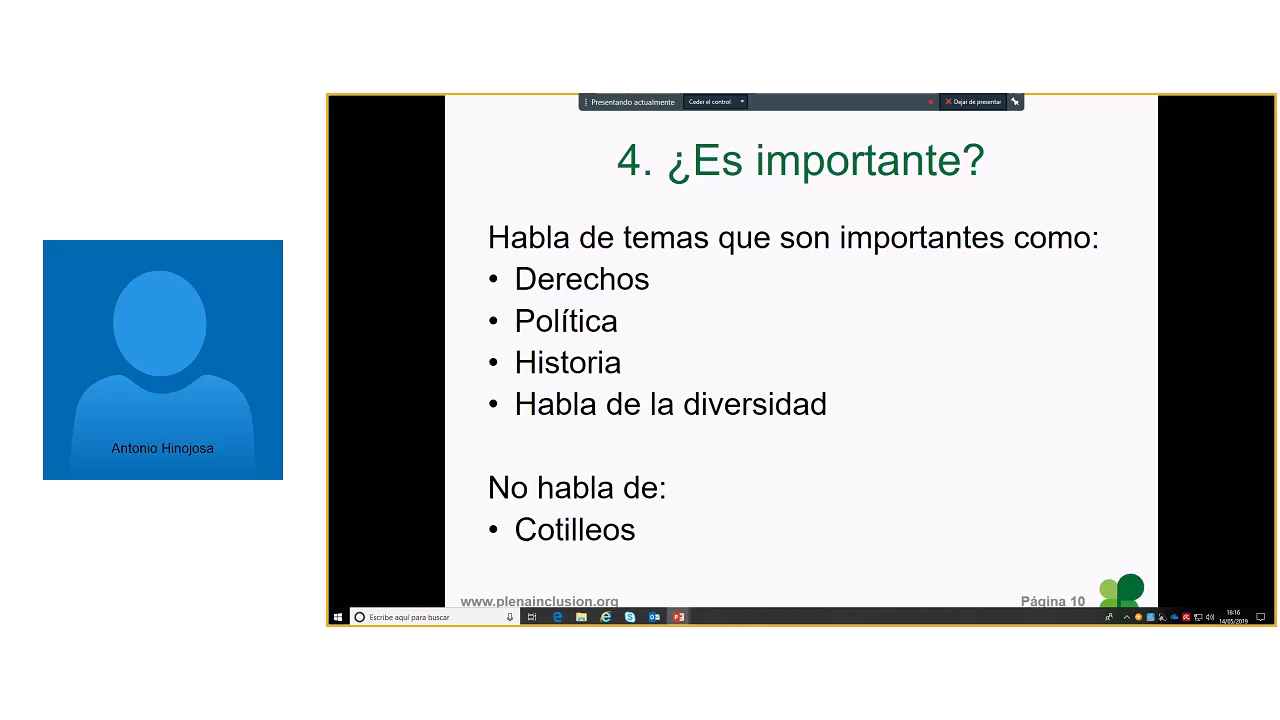 Presentando actualmente
Ceder el control
Dejar de presentar
4. ¿Es importante?
Habla de temas que son importantes como:
• Derechos
• Política
• Historia
• Habla de la diversidad
No habla de:
• Cotilleos
Antonio Hinojosa
www.plenainclusion.org
Página 10
Escribe aquí para buscar
16:16
14/05/2019